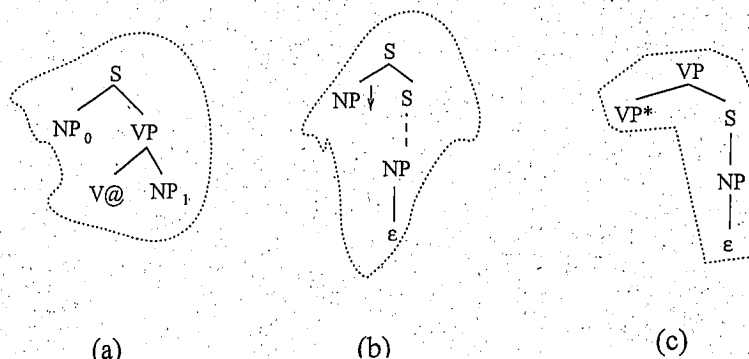 S
NP₀ VP
V@ NP₁
(a)
S
NP↓ S
NP
ε
(b)
VP
VP* S
NP
ε
(c)